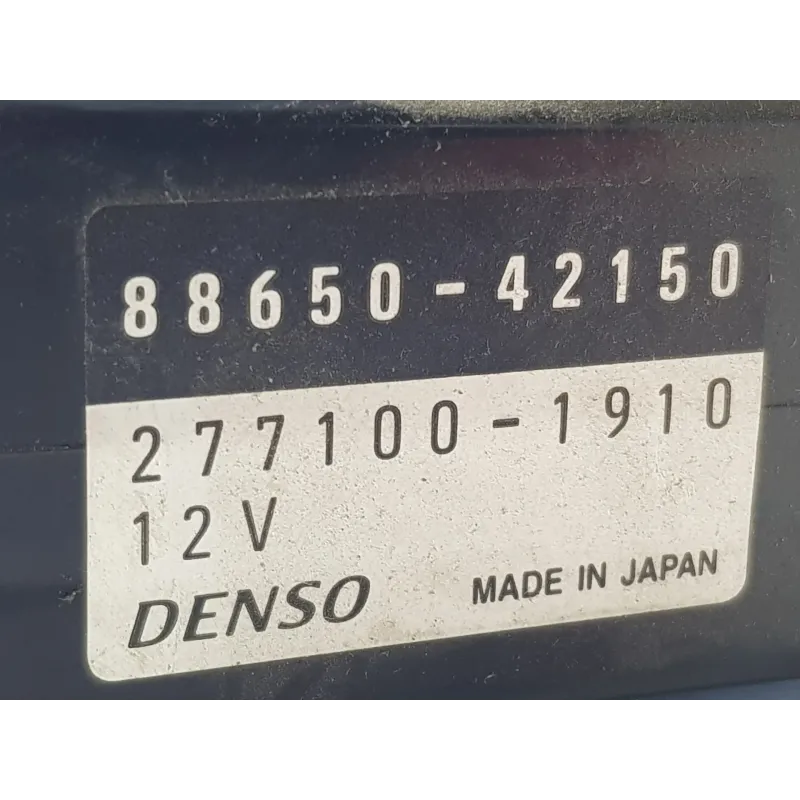 88650-42150
277100-1910
12V
DENSO MADE IN JAPAN